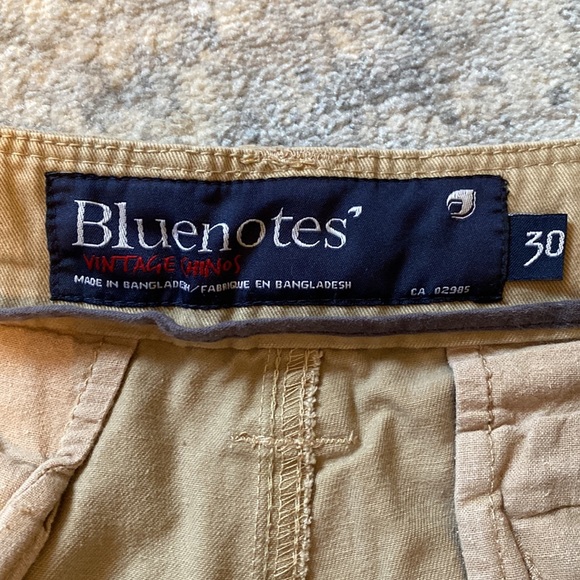 Bluenotes'
VINTAGE CHINOS
MADE IN BANGLADESH/FABRIQUE EN BANGLADESH
CA 02985
30